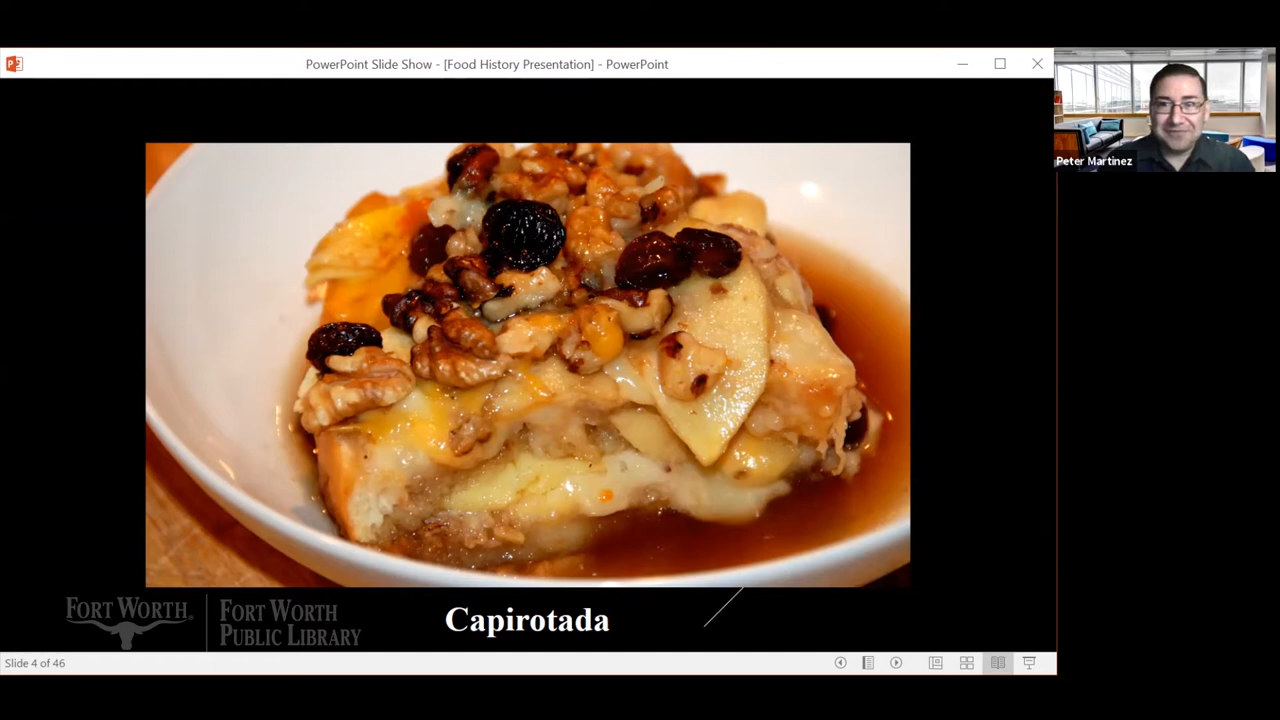 PowerPoint Slide Show - [Food History Presentation] - PowerPoint
Peter Martinez
FORT WORTH®
FORT WORTH
PUBLIC LIBRARY
Capirotada
Slide 4 of 46